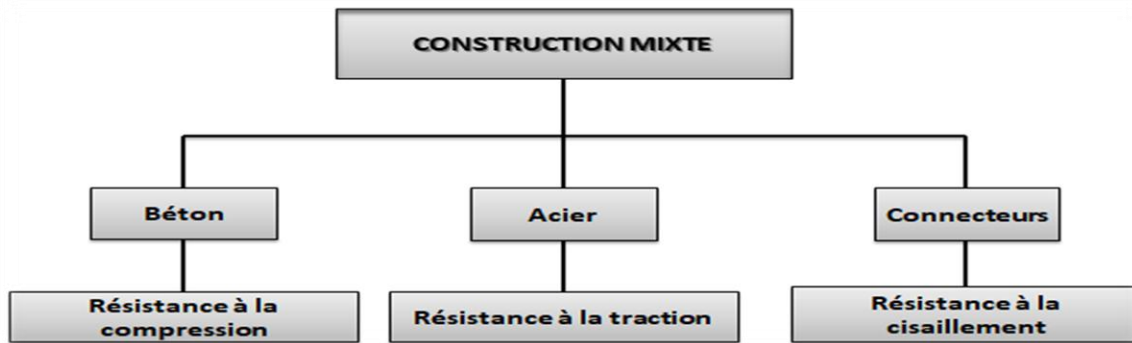 CONSTRUCTION MIXTE
Béton
Acier
Connecteurs
Résistance à la
compression
Résistance à la traction
Résistance à la
cisaillement